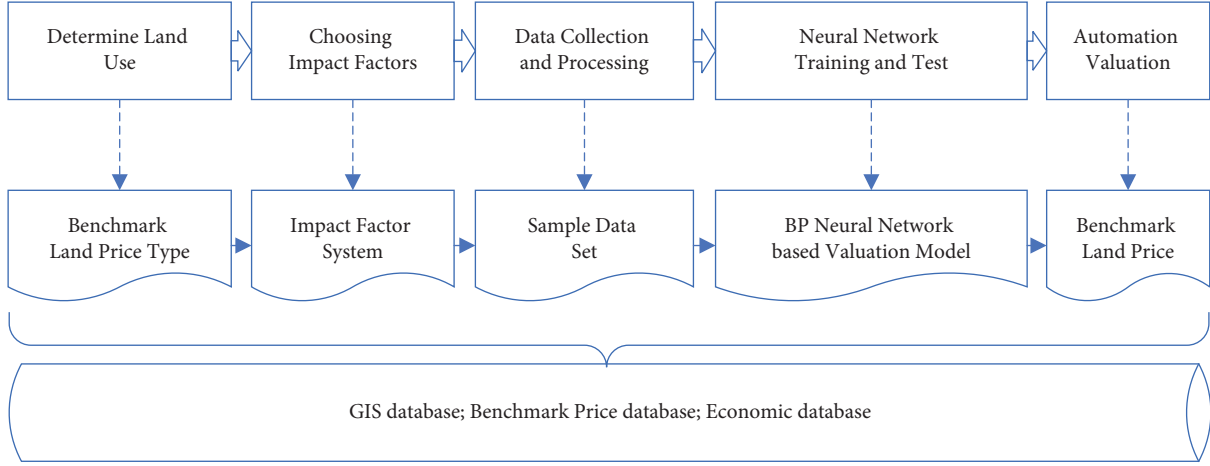 Determine Land
Use
Choosing
Impact Factors
Data Collection
and Processing
Neural Network
Training and Test
Automation
Valuation
Benchmark
Land Price Type
Impact Factor
System
Sample Data
Set
BP Neural Network
based Valuation Model
Benchmark
Land Price
GIS database; Benchmark Price database; Economic database